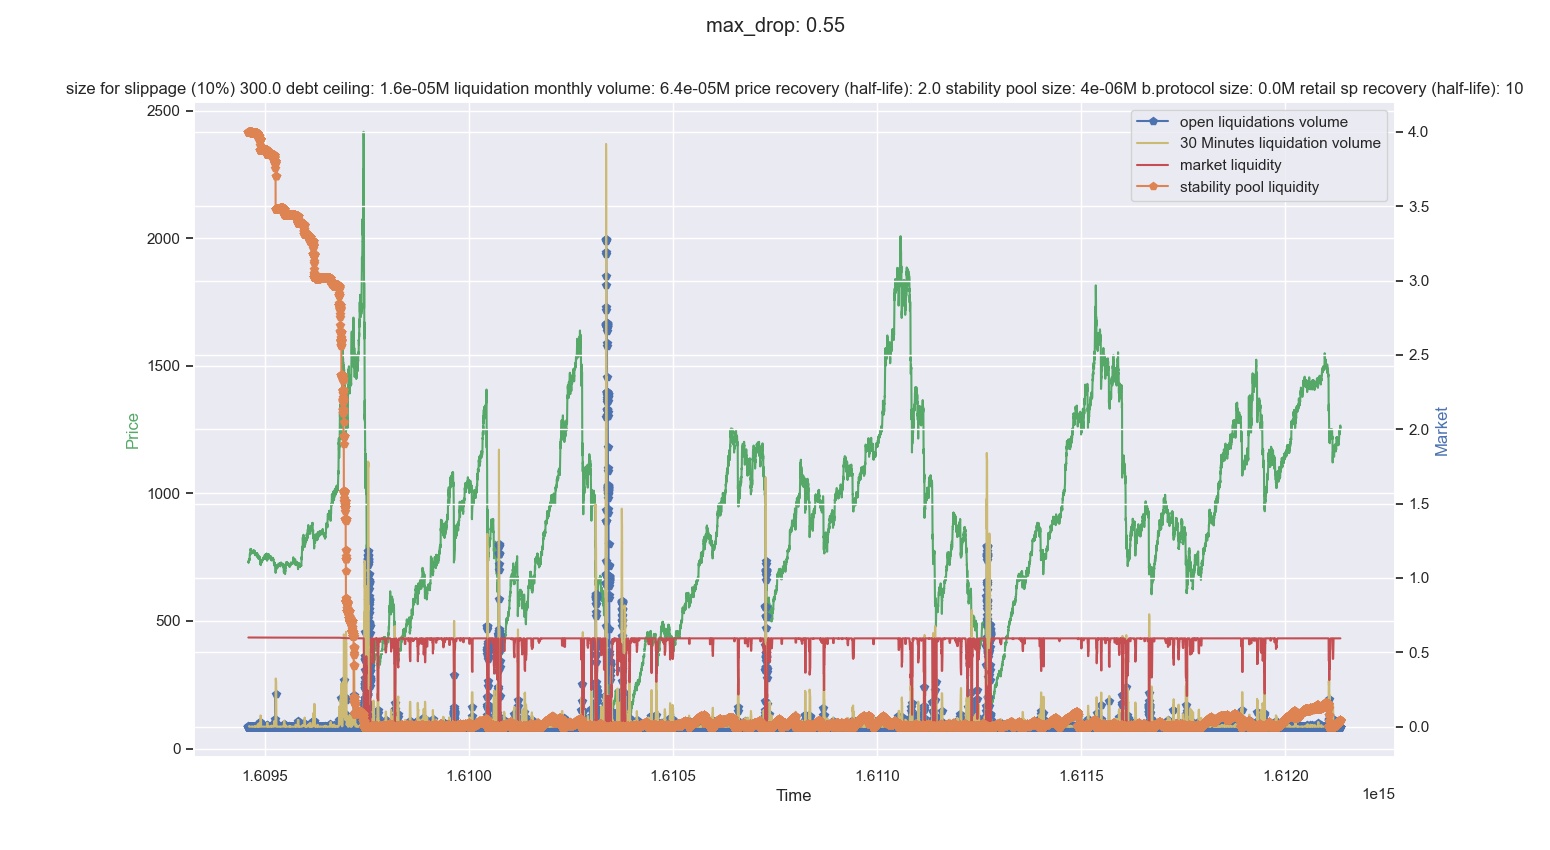 max_drop: 0.55
size for slippage (10%) 300.0 debt ceiling: 1.6e-05M liquidation monthly volume: 6.4e-05M price recovery (half-life): 2.0 stability pool size: 4e-06M b.protocol size: 0.0M retail sp recovery (half-life): 10
open liquidations volume
30 Minutes liquidation volume
market liquidity
stability pool liquidity
2500
2000
1500
1000
500
0
Price
4.0
3.5
3.0
2.5
2.0
1.5
1.0
0.5
0.0
Market
1.6095 1.6100 1.6105 1.6110 1.6115 1.6120
Time
1e15